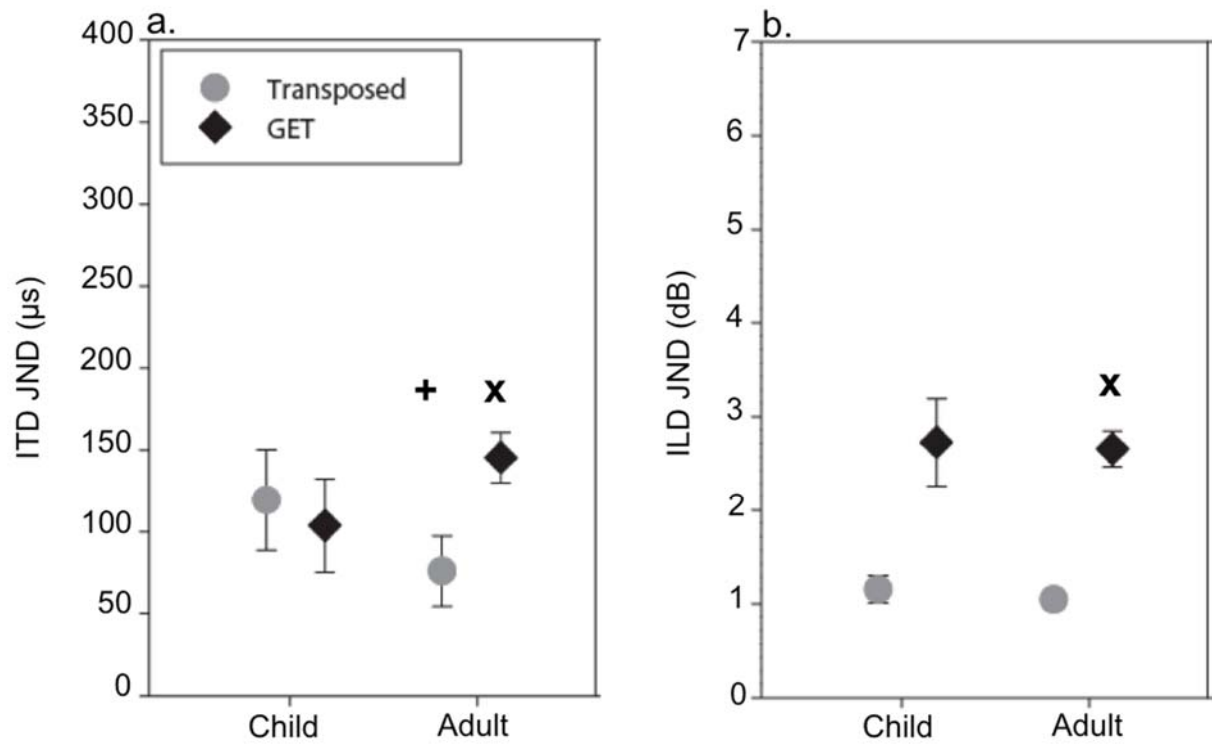 a.
Transposed
GET
ITD JND (µs)
400
350
300
250
200
150
100
50
0
+ x
Child Adult
b.
ILD JND (dB)
7
6
5
4
3
2
1
0
x
Child Adult